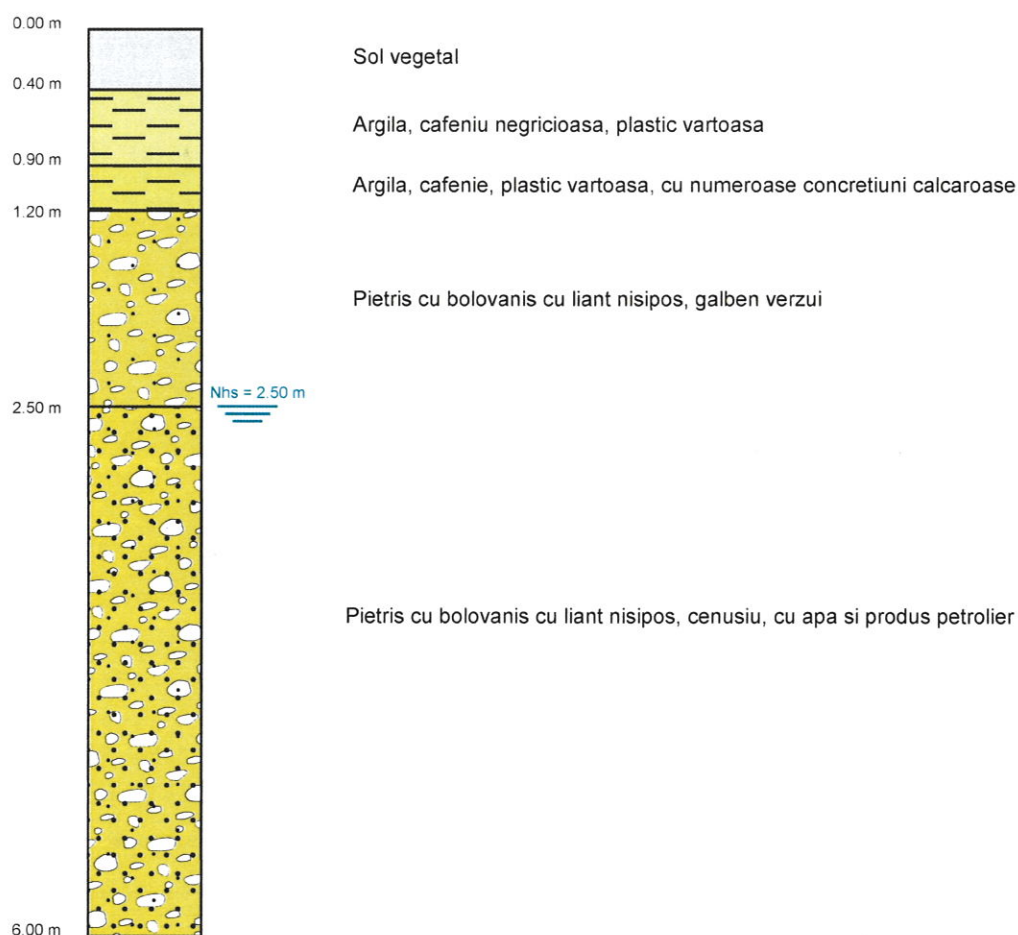 0.00 m
Sol vegetal
0.40 m
Argila, cafeniu negricioasa, plastic vartoasa
0.90 m
Argila, cafenie, plastic vartoasa, cu numeroase concretiuni calcaroase
1.20 m
Pietris cu bolovanis cu liant nisipos, galben verzui
Nhs = 2.50 m
2.50 m
Pietris cu bolovanis cu liant nisipos, cenusiu, cu apa si produs petrolier
6.00 m